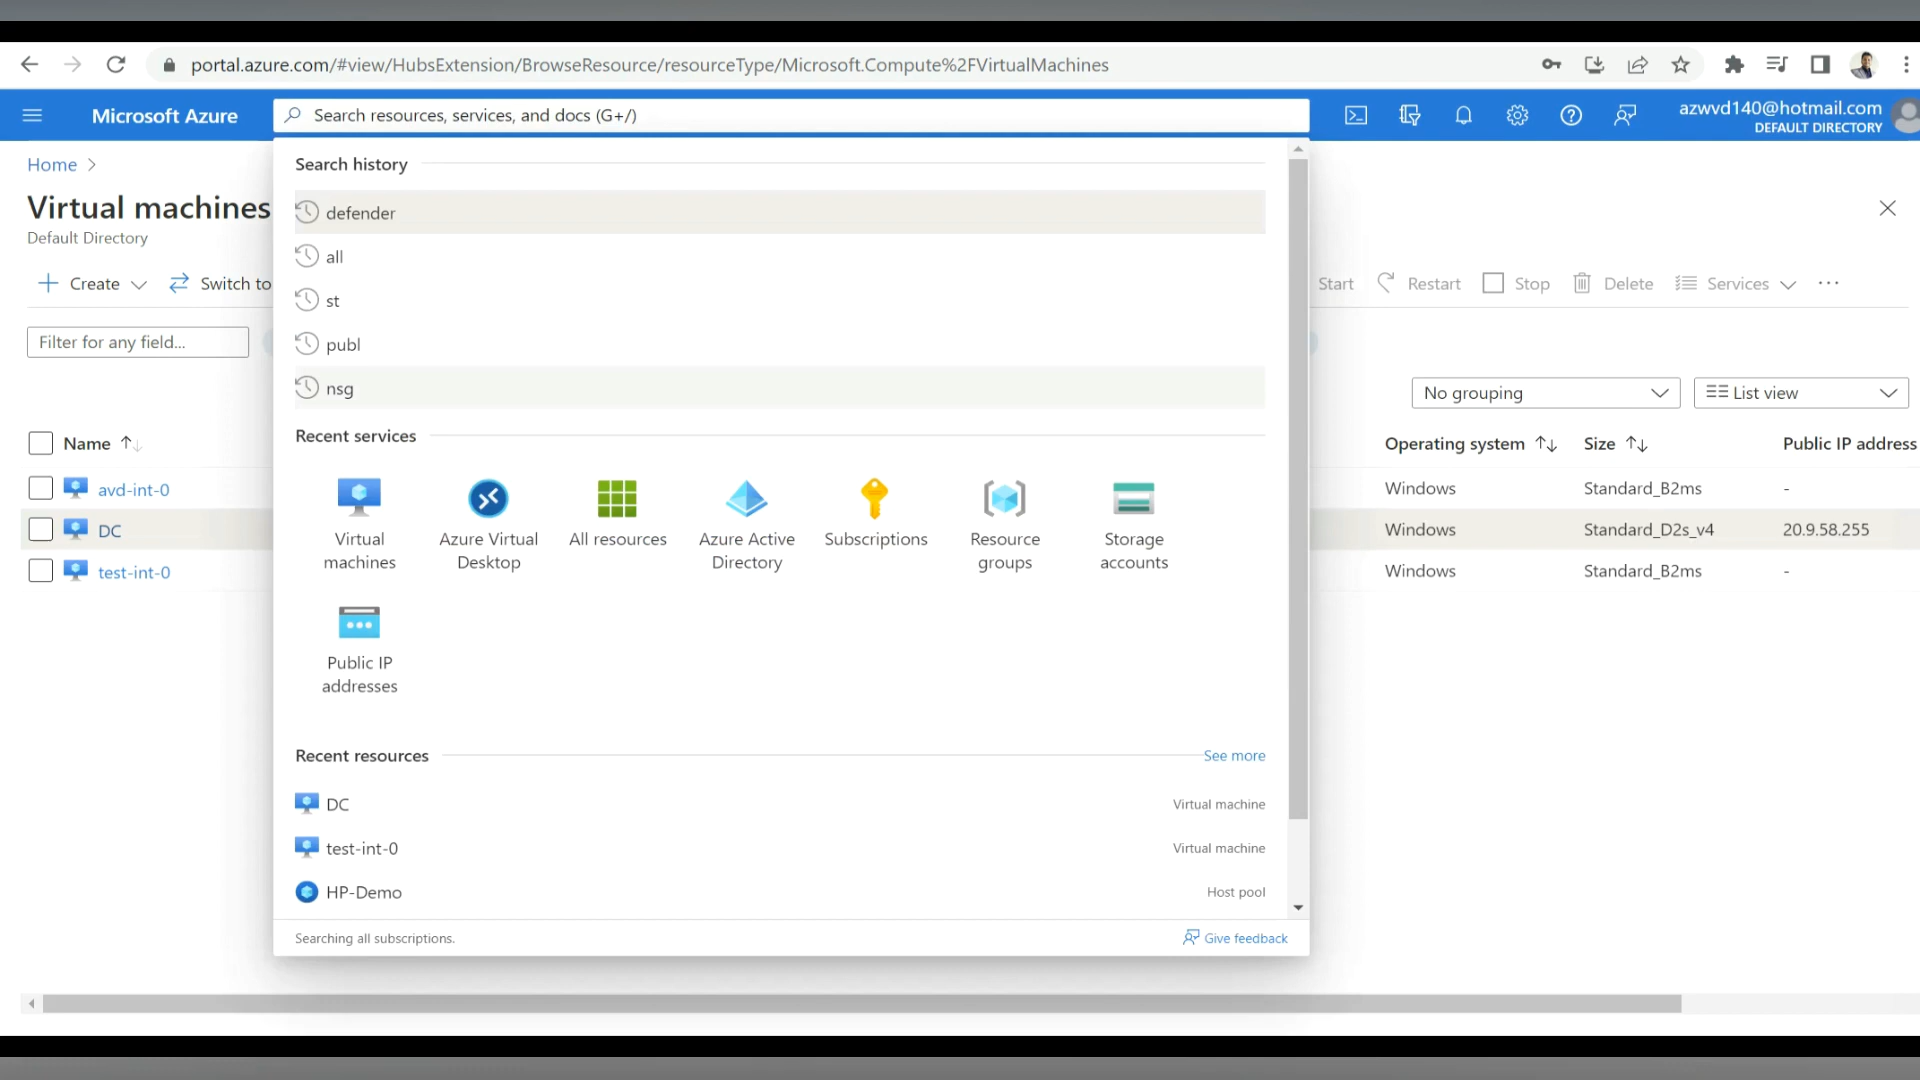 portal.azure.com/#view/HubsExtension/BrowseResource/resourceType/Microsoft.Compute%2FVirtualMachines
Microsoft Azure
Search resources, services, and docs (G+/)
azwvd140@hotmail.com
DEFAULT DIRECTORY
Home
Virtual machines
Default Directory
Create
Switch to
Start
Restart
Stop
Delete
Services
Filter for any field...
No grouping
List view
Name
Operating system
Size
Public IP address
avd-int-0
Windows
Standard_B2ms
-
DC
Windows
Standard_D2s_v4
20.9.58.255
test-int-0
Windows
Standard_B2ms
-
Search history
defender
all
st
publ
nsg
Recent services
Virtual
machines
Azure Virtual
Desktop
All resources
Azure Active
Directory
Subscriptions
Resource
groups
Storage
accounts
Public IP
addresses
Recent resources
See more
DC
Virtual machine
test-int-0
Virtual machine
HP-Demo
Host pool
Searching all subscriptions.
Give feedback